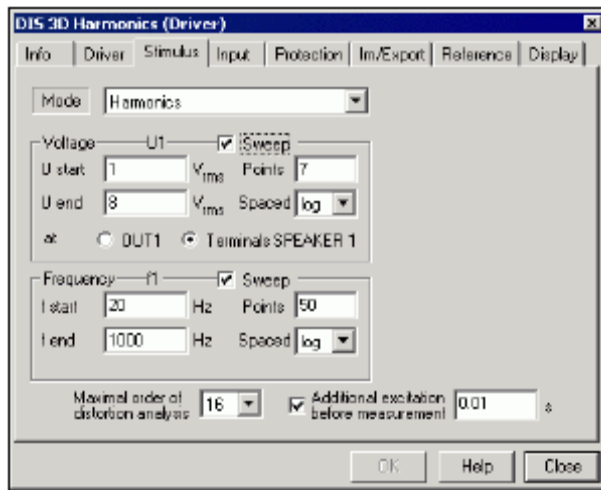 DIS 3D Harmonics (Driver)
Info Driver Stimulus Input Protection Im/Export Reference Display
Mode Harmonics
Voltage U1 Sweep
U start 1 Vrms Points 7
U end 8 Vrms Spaced log
at DUT1 Terminals SPEAKER 1
Frequency f1 Sweep
f start 20 Hz Points 50
f end 1000 Hz Spaced log
Maximal order of
distortion analysis 16
Additional excitation
before measurement 0.01 s
OK Help Close